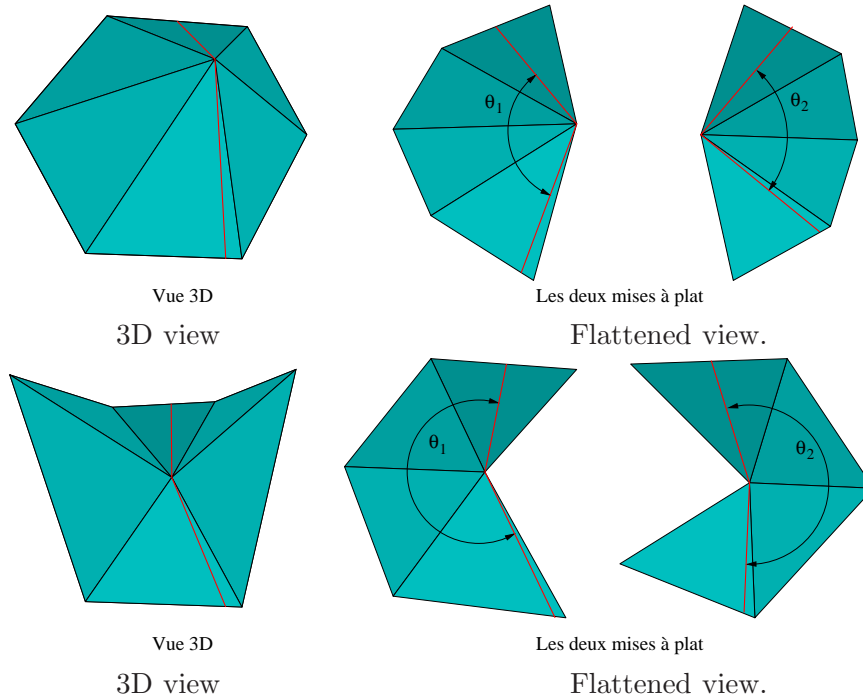 θ1
θ2
Vue 3D
Les deux mises à plat
3D view
Flattened view.
θ1
θ2
Vue 3D
Les deux mises à plat
3D view
Flattened view.